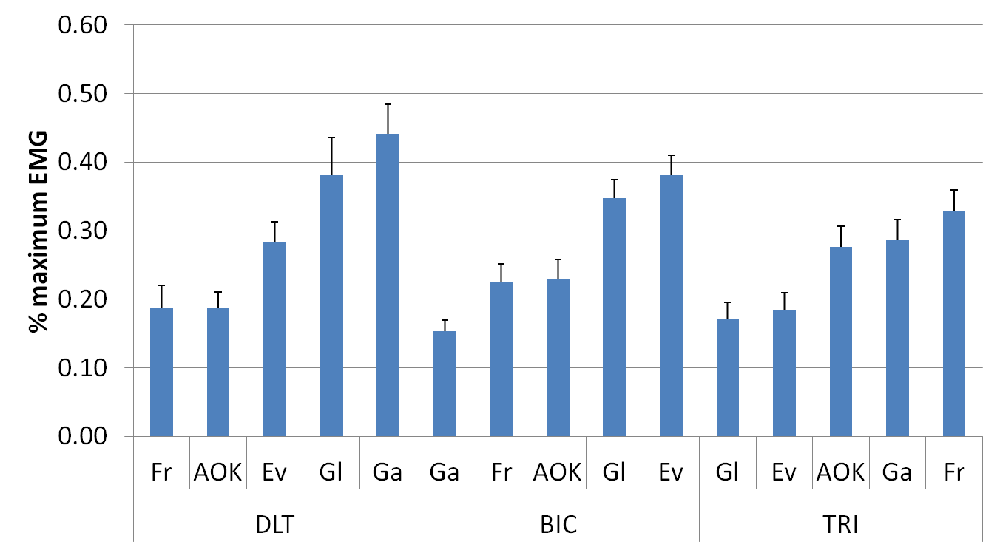 0.60
0.50
0.40
0.30
0.20
0.10
0.00
% maximum EMG
Fr AOK Ev Gl Ga Ga Fr AOK Gl Ev Gl Ev AOK Ga Fr
DLT BIC TRI